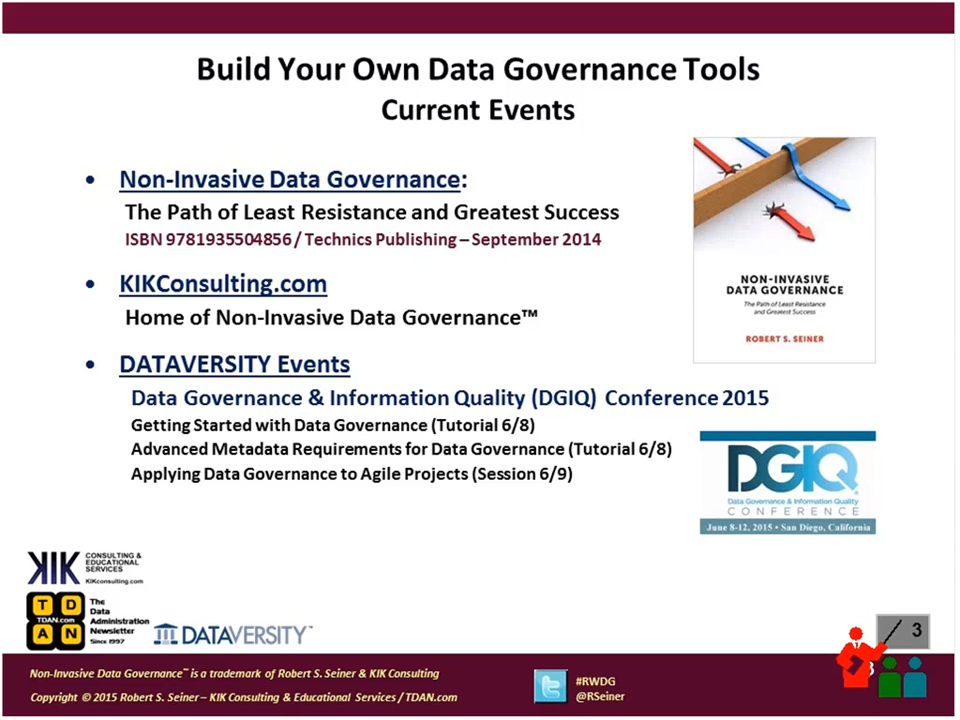 Build Your Own Data Governance Tools
Current Events
• Non-Invasive Data Governance:
The Path of Least Resistance and Greatest Success
ISBN 9781935504856 / Technics Publishing – September 2014
• KIKConsulting.com
Home of Non-Invasive Data Governance™
• DATAVERSITY Events
Data Governance & Information Quality (DGIQ) Conference 2015
Getting Started with Data Governance (Tutorial 6/8)
Advanced Metadata Requirements for Data Governance (Tutorial 6/8)
Applying Data Governance to Agile Projects (Session 6/9)
NON-INVASIVE
DATA GOVERNANCE
The Path of Least Resistance
and Greatest Success
ROBERT S. SEINER
DGIQ®
Data Governance & Information Quality
CONFERENCE
June 8-12, 2015 • San Diego, California
KIK
CONSULTING &
EDUCATIONAL
SERVICES
KIKconsulting.com
T D
TDAN.com
A N
The
Data
Administration
Newsletter
Since 1997
DATAVERSITY™
3
3
Non-Invasive Data Governance™ is a trademark of Robert S. Seiner & KIK Consulting
Copyright © 2015 Robert S. Seiner – KIK Consulting & Educational Services / TDAN.com
#RWDG
@RSeiner